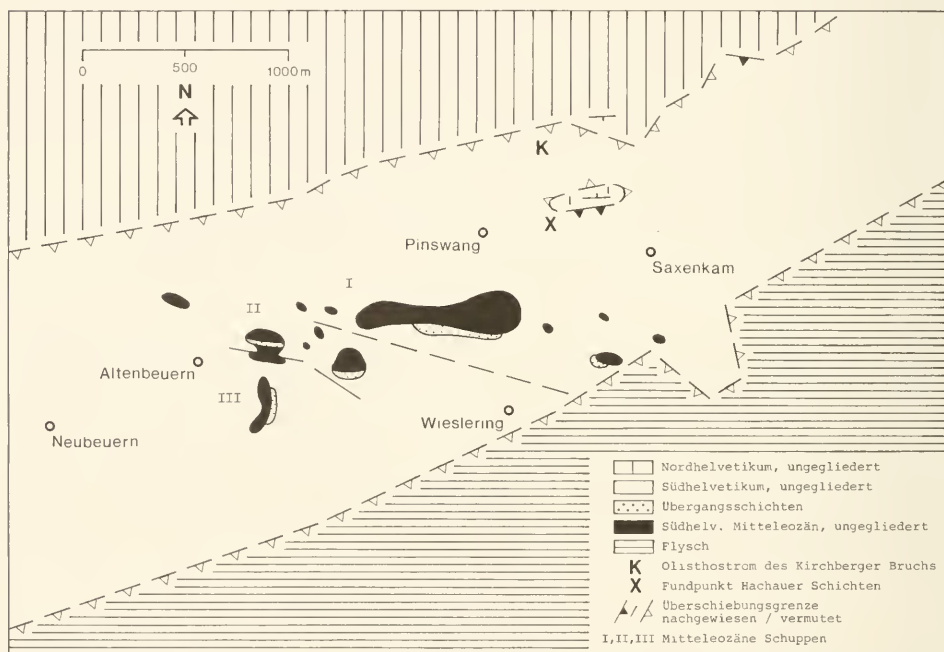 0 500 1000 m
N
K
X
Pinswang
Saxenkam
I
II
Altenbeuern
III
Wieslering
Neubeuern
Nordhelvetikum, ungegliedert
Südhelvetikum, ungegliedert
Übergangsschichten
Südhelv. Mitteleozän, ungegliedert
Flysch
K Olisthostrom des Kirchberger Bruchs
X Fundpunkt Hachauer Schichten
Überschiebungsgrenze
nachgewiesen / vermutet
I,II,III Mitteleozäne Schuppen